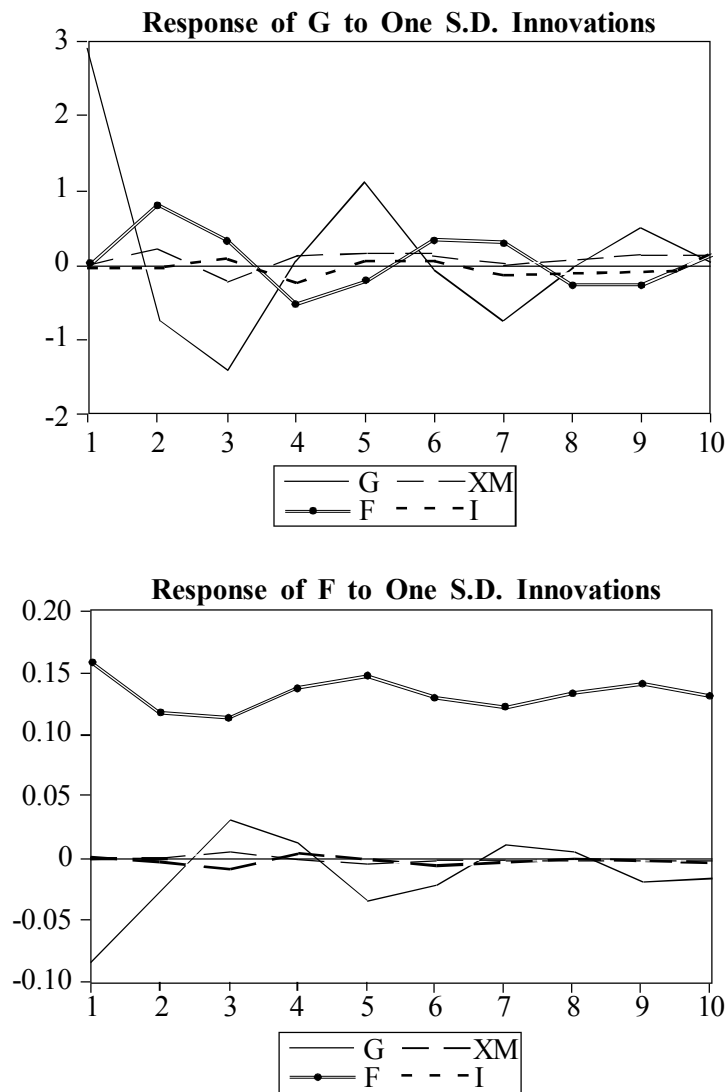 Response of G to One S.D. Innovations
3
2
1
0
-1
-2
1 2 3 4 5 6 7 8 9 10
G XM
F I
Response of F to One S.D. Innovations
0.20
0.15
0.10
0.05
0
-0.05
-0.10
1 2 3 4 5 6 7 8 9 10
G XM
F I